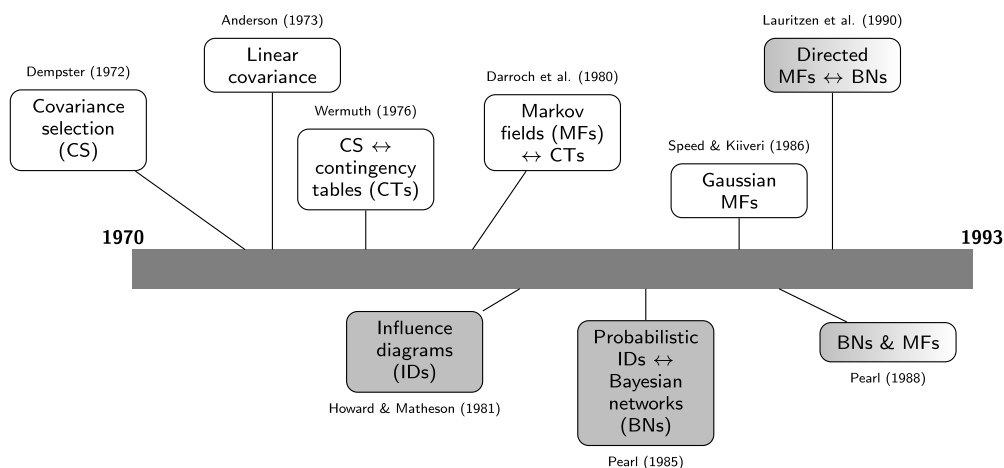 Anderson (1973)
Linear
covariance
Lauritzen et al. (1990)
Directed
MFs ↔ BNs
Dempster (1972)
Covariance
selection
(CS)
Wermuth (1976)
CS ↔
contingency
tables (CTs)
Darroch et al. (1980)
Markov
fields (MFs)
↔ CTs
Speed & Kiiveri (1986)
Gaussian
MFs
1970
1993
Influence
diagrams
(IDs)
Howard & Matheson (1981)
Probabilistic
IDs ↔
Bayesian
networks
(BNs)
Pearl (1985)
BNs & MFs
Pearl (1988)